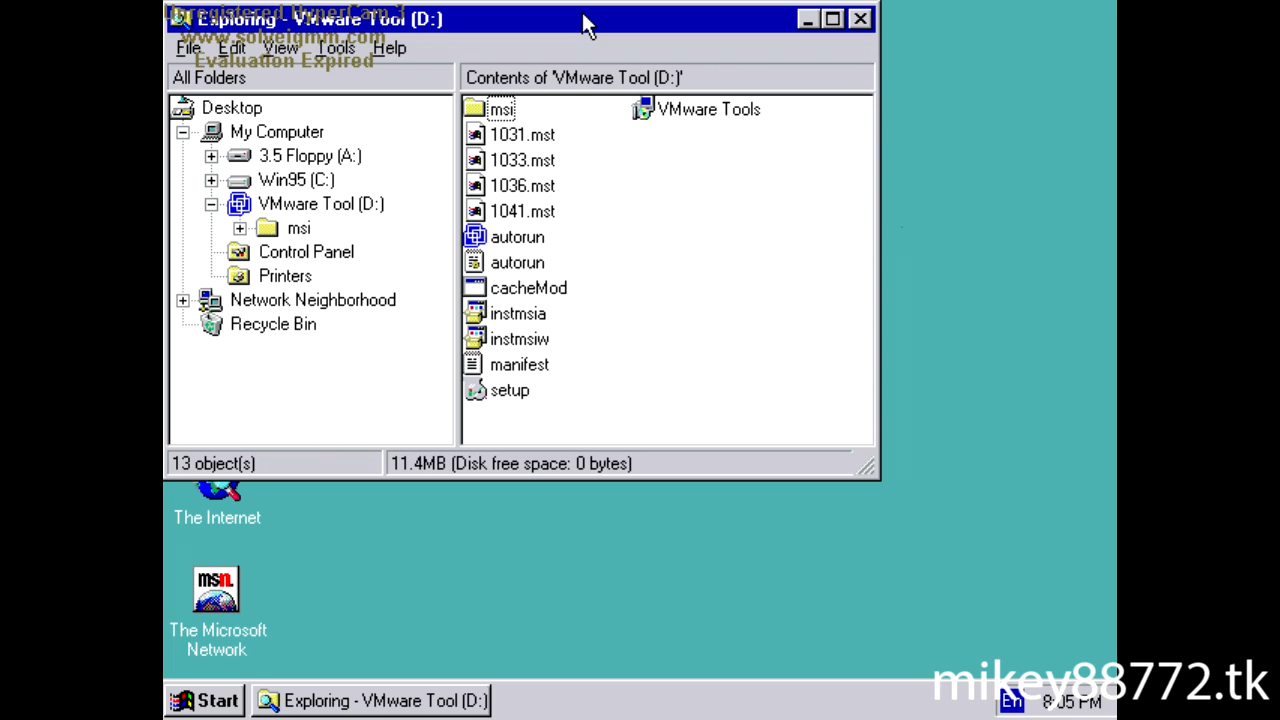 Unregistered HyperCam 3
Exploring - VMware Tool (D:)
www.solveigmm.com
File Edit View Tools Help
Evaluation Expired
All Folders
Contents of 'VMware Tool (D:)'
Desktop
My Computer
3.5 Floppy (A:)
Win95 (C:)
VMware Tool (D:)
msi
Control Panel
Printers
Network Neighborhood
Recycle Bin
msi
1031.mst
1033.mst
1036.mst
1041.mst
autorun
autorun
cacheMod
instmsia
instmsiw
manifest
setup
VMware Tools
13 object(s)
11.4MB (Disk free space: 0 bytes)
The Internet
msn.
The Microsoft
Network
Start
Exploring - VMware Tool (D:)
En
8:05 PM
mikey88772.tk